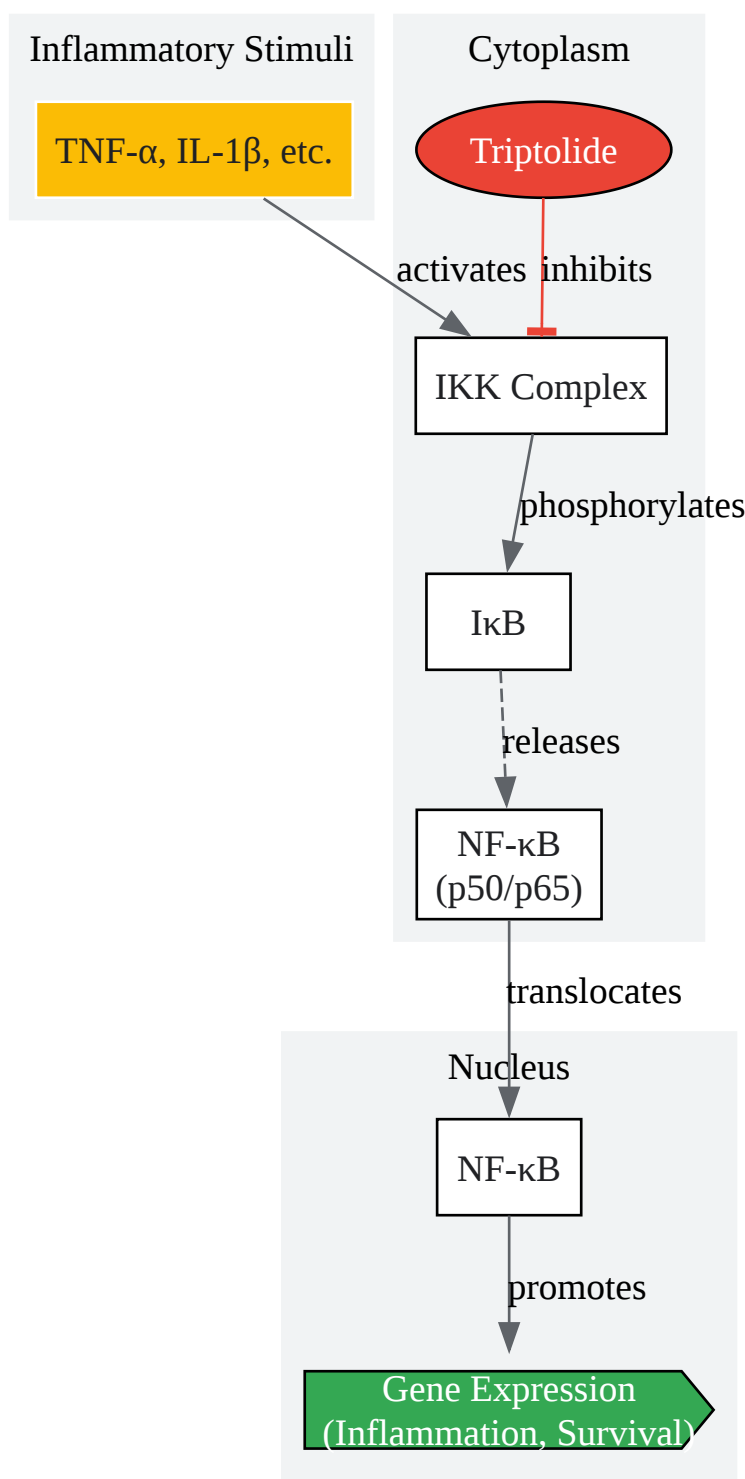 Inflammatory Stimuli
Cytoplasm
TNF-α, IL-1β, etc.
Triptolide
activates
inhibits
IKK Complex
phosphorylates
IκB
releases
NF-κB
(p50/p65)
translocates
Nucleus
NF-κB
promotes
Gene Expression
(Inflammation, Survival)